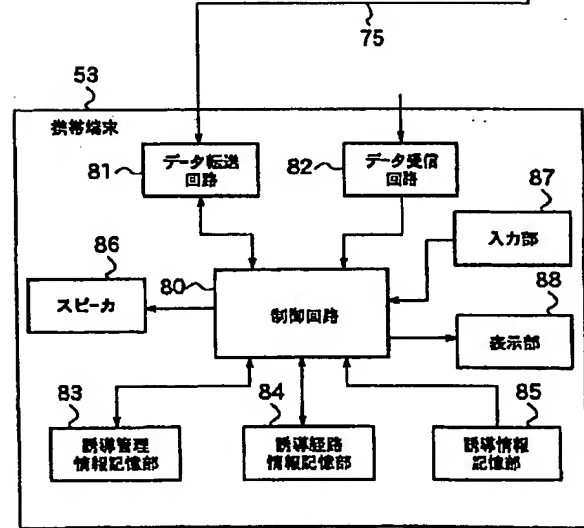 75
53
携帯端末
81
データ転送
回路
82
データ受信
回路
87
入力部
86
スピーカ
80
制御回路
88
表示部
83
誘導管理
情報記憶部
84
誘導経路
情報記憶部
85
誘導情報
記憶部